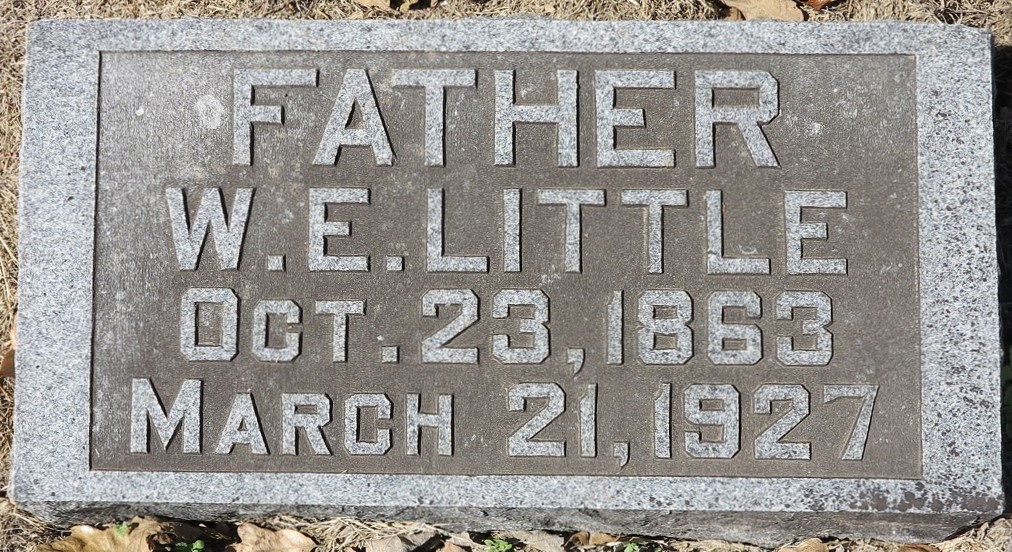 FATHER
W.E.LITTLE
OCT.23,1863
MARCH 21,1927